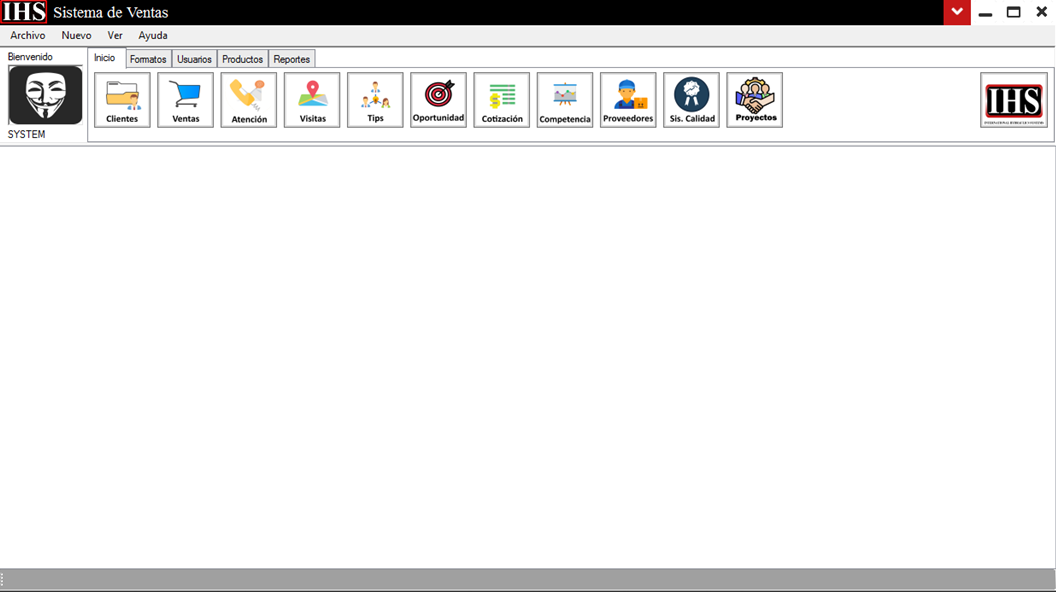 IHS Sistema de Ventas
Archivo Nuevo Ver Ayuda
Bienvenido
SYSTEM
Inicio Formatos Usuarios Productos Reportes
Clientes Ventas Atención Visitas Tips Oportunidad Cotización Competencia Proveedores Sis. Calidad Proyectos
IHS